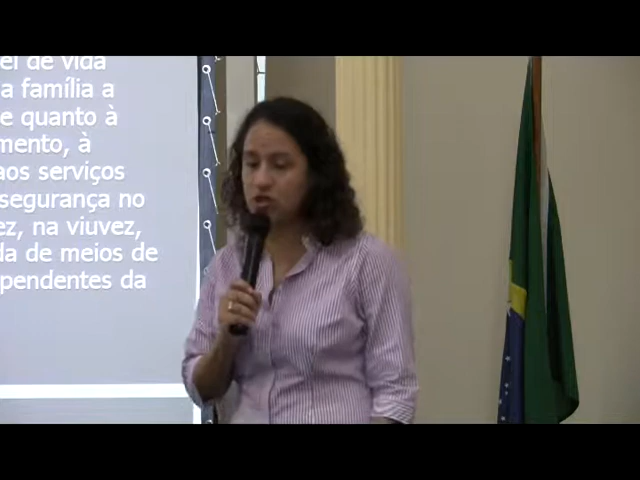 el de vida
a família a
e quanto à
mento, à
aos serviços
segurança no
ez, na viuvez,
da de meios de
pendentes da